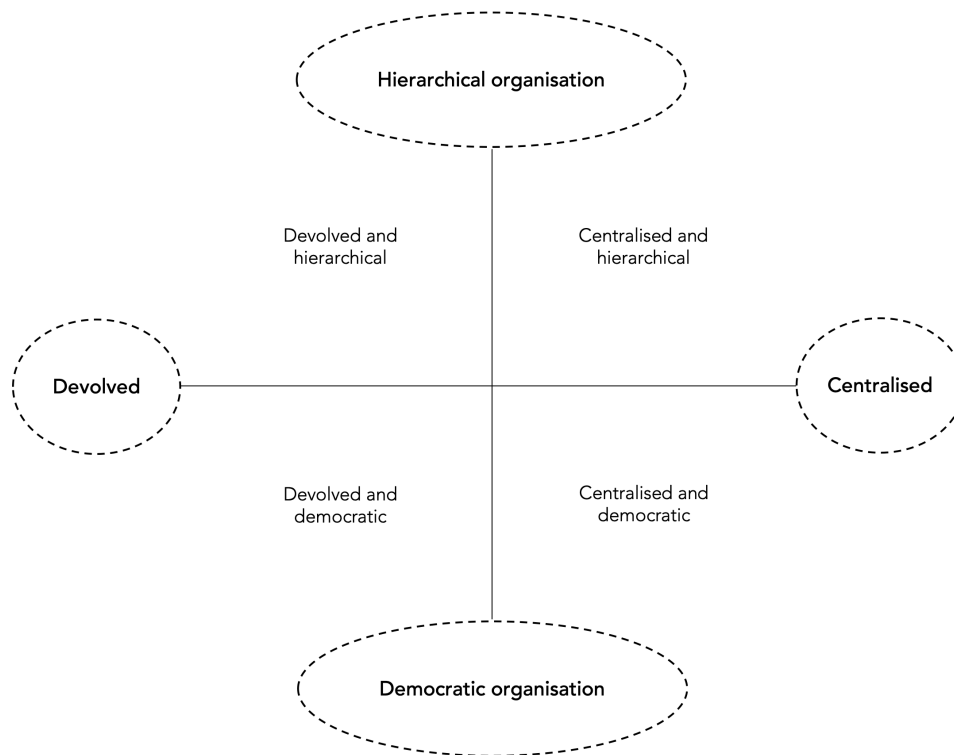 Hierarchical organisation
Devolved and
hierarchical
Centralised and
hierarchical
Devolved
Centralised
Devolved and
democratic
Centralised and
democratic
Democratic organisation